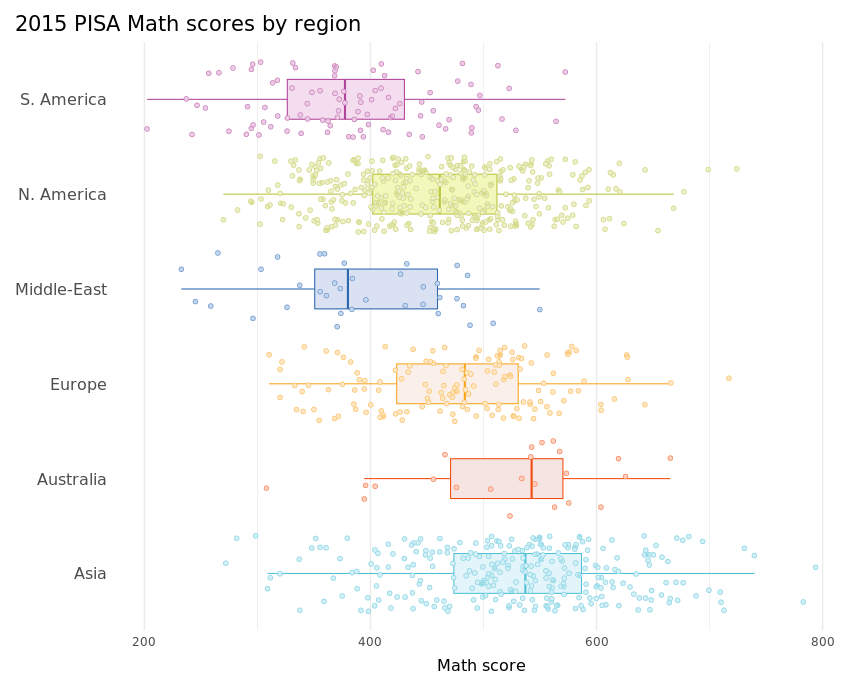 2015 PISA Math scores by region
S. America
N. America
Middle-East
Europe
Australia
Asia
200 400 600 800
Math score